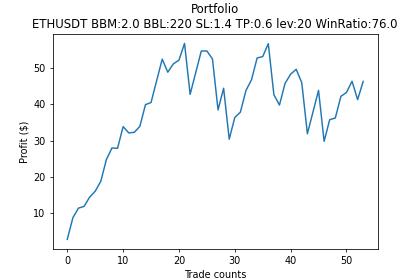 Portfolio
ETHUSDT BBM:2.0 BBL:220 SL:1.4 TP:0.6 lev:20 WinRatio:76.0
50
40
30
20
10
Profit ($)
0 10 20 30 40 50
Trade counts